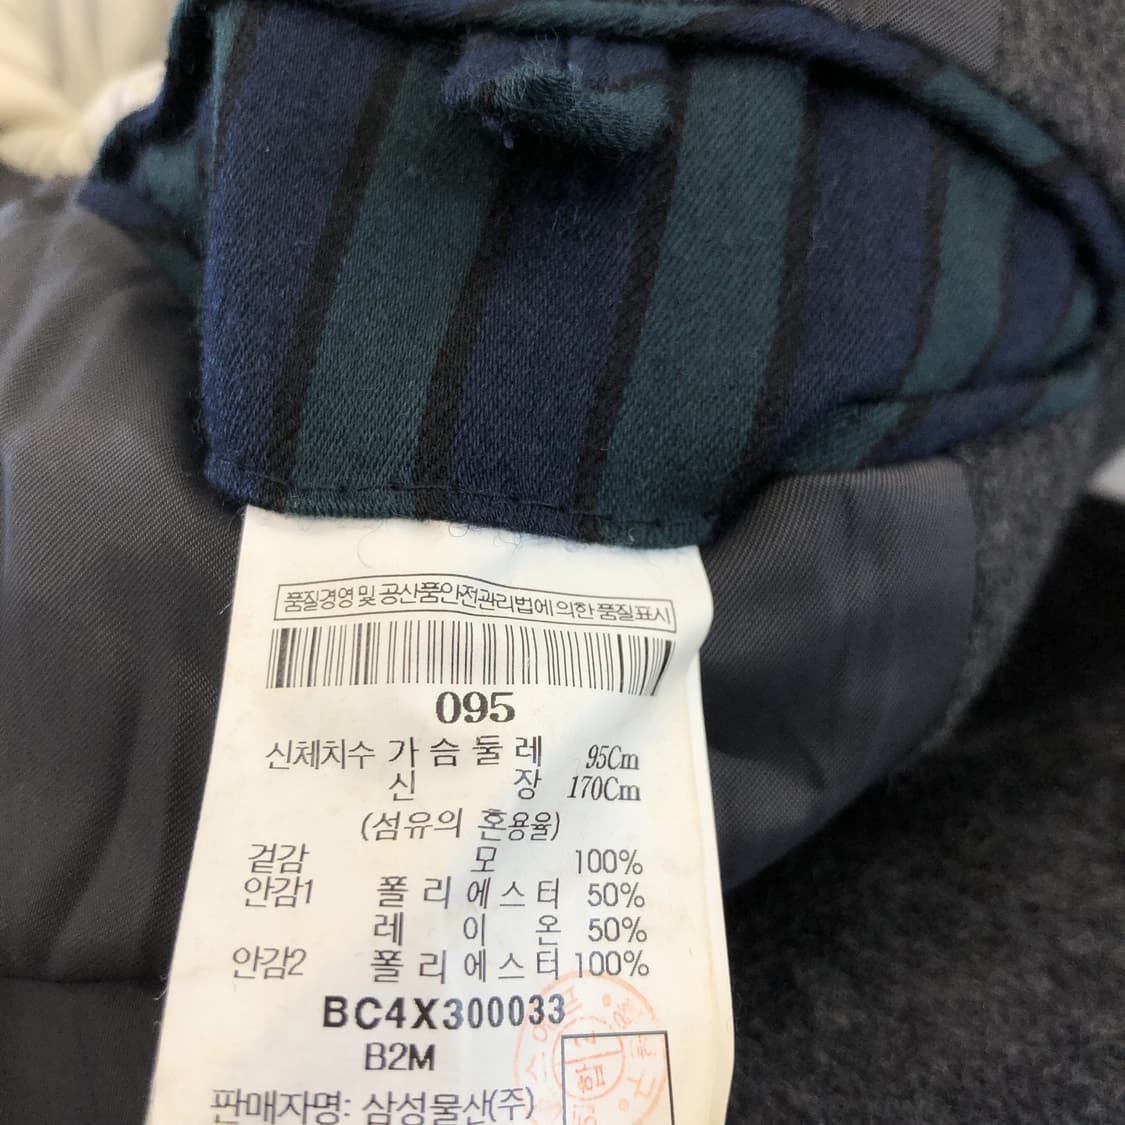 품질경영 및 공산품안전관리법에 의한 품질표시
095
신체치수 가슴둘레 95Cm
신장 170Cm
(섬유의 혼용율)
겉감 모 100%
안감1 폴리에스터 50%
레이온 50%
안감2 폴리에스터 100%
BC4X300033
B2M
판매자명: 삼성물산(주)